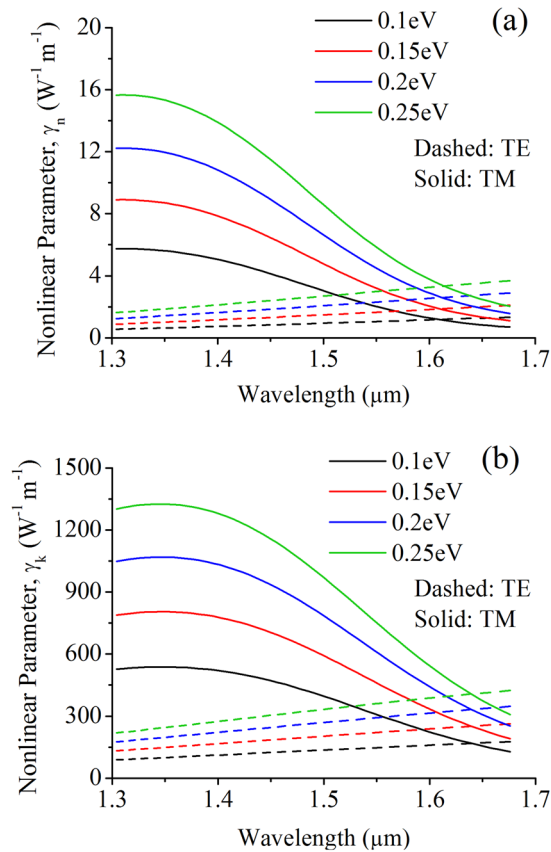 (a)
20
16
12
8
4
0
Nonlinear Parameter, γn (W⁻¹ m⁻¹)
0.1eV
0.15eV
0.2eV
0.25eV
Dashed: TE
Solid: TM
1.3 1.4 1.5 1.6 1.7
Wavelength (µm)
(b)
1500
1200
900
600
300
0
Nonlinear Parameter, γk (W⁻¹ m⁻¹)
0.1eV
0.15eV
0.2eV
0.25eV
Dashed: TE
Solid: TM
1.3 1.4 1.5 1.6 1.7
Wavelength (µm)